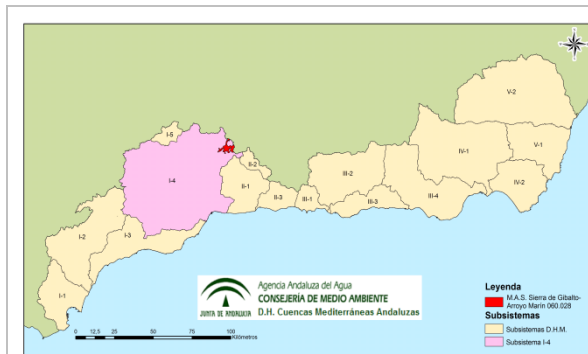 V-2
I-5
IV-1
V-1
II-2
III-2
I-4
II-1
IV-2
II-3
III-1
III-3
III-4
I-2
I-3
I-1
Leyenda
M.A.S. Sierra de Gibalto-
Arroyo Marín 060.028
Subsistemas
Subsistemas D.H.M.
Subsistema I-4
Agencia Andaluza del Agua
CONSEJERÍA DE MEDIO AMBIENTE
JUNTA DE ANDALUCIA
D.H. Cuencas Mediterráneas Andaluzas
0 12,5 25 50 75 100
Kilómetros